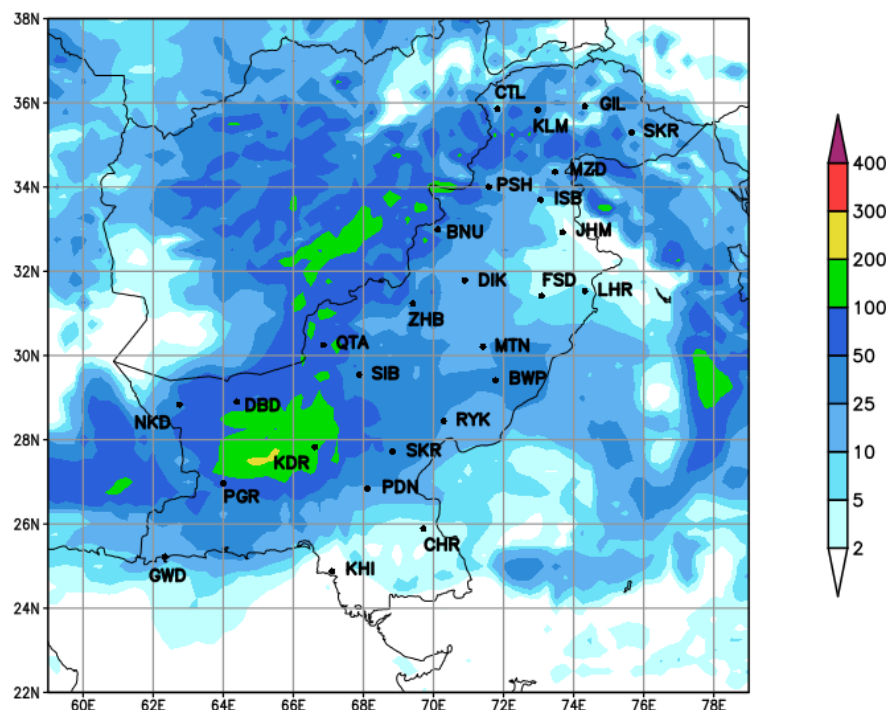 38N
36N
34N
32N
30N
28N
26N
24N
22N
60E 62E 64E 66E 68E 70E 72E 74E 76E 78E
CTL
GIL
KLM
SKR
MZD
PSH
ISB
BNU
JHM
DIK
FSD
LHR
ZHB
QTA
MTN
SIB
BWP
DBD
NKD
RYK
KDR
SKR
PGR
PDN
CHR
GWD
KHI
400
300
200
100
50
25
10
5
2